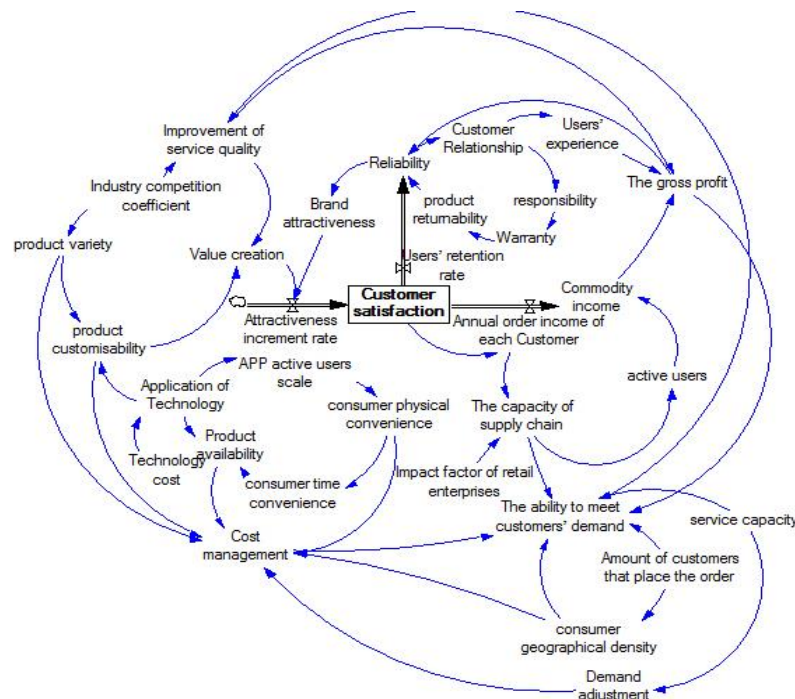 Improvement of
service quality
Customer
Relationship
Users'
experience
Reliability
The gross profit
Industry competition
coefficient
Brand
attractiveness
product
returnability
responsibility
Warranty
product variety
Value creation
Users' retention
rate
Customer
satisfaction
Commodity
income
Attractiveness
increment rate
Annual order income of
each Customer
product
customisability
APP active users
scale
active users
Application of
Technology
consumer physical
convenience
The capacity of
supply chain
Product
availability
Technology
cost
consumer time
convenience
Impact factor of retail
enterprises
The ability to meet
customers' demand
service capacity
Cost
management
Amount of customers
that place the order
consumer
geographical density
Demand
adjustment